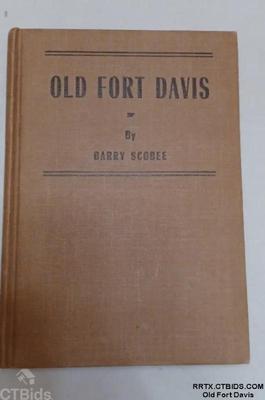 OLD FORT DAVIS
By
BARRY SCOBEE
CTBids
RRTX.CTBIDS.COM
Old Fort Davis